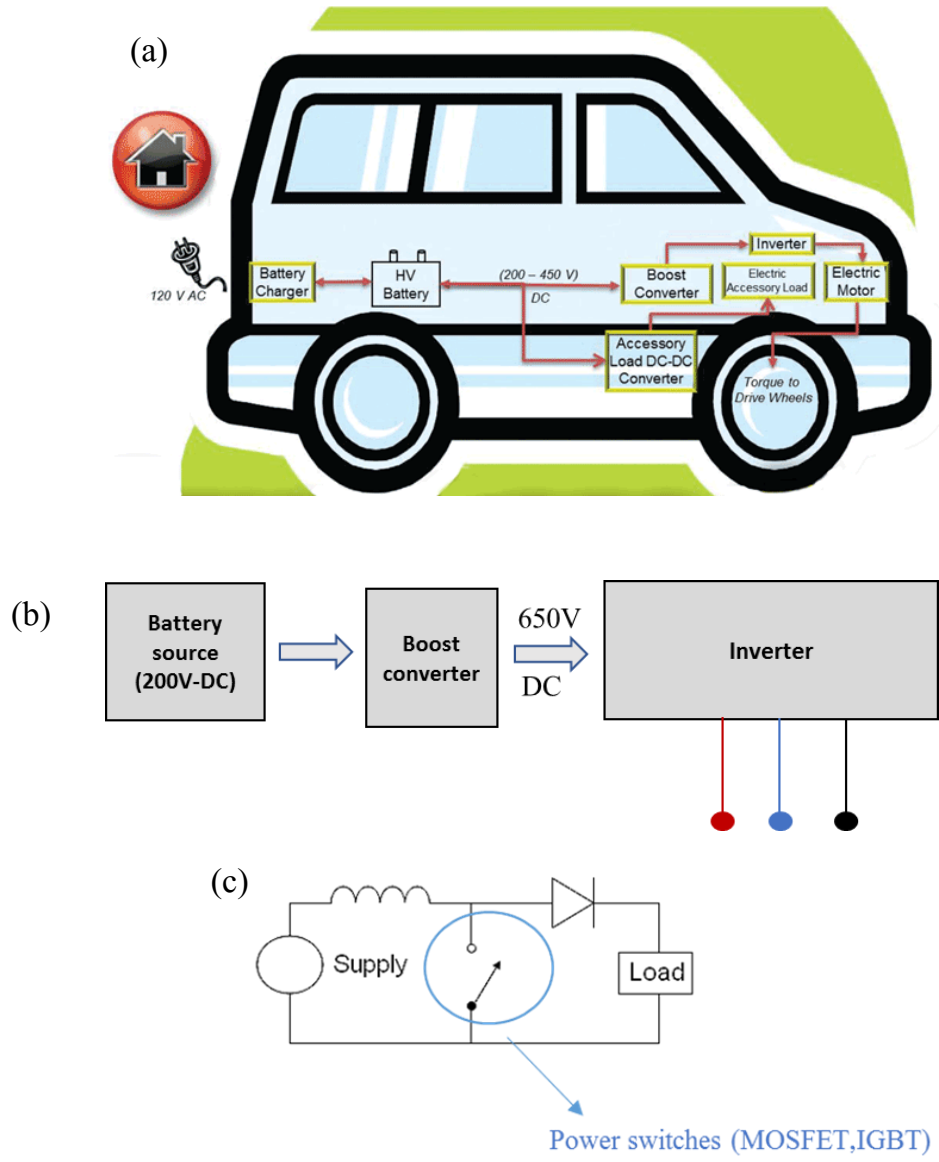 (a)
120 V AC
Battery
Charger
HV
Battery
(200 – 450 V)
DC
Boost
Converter
Inverter
Electric
Accessory Load
Electric
Motor
Accessory
Load DC-DC
Converter
Torque to
Drive Wheels
(b)
Battery
source
(200V-DC)
Boost
converter
650V
DC
Inverter
(c)
Supply
Load
Power switches (MOSFET,IGBT)